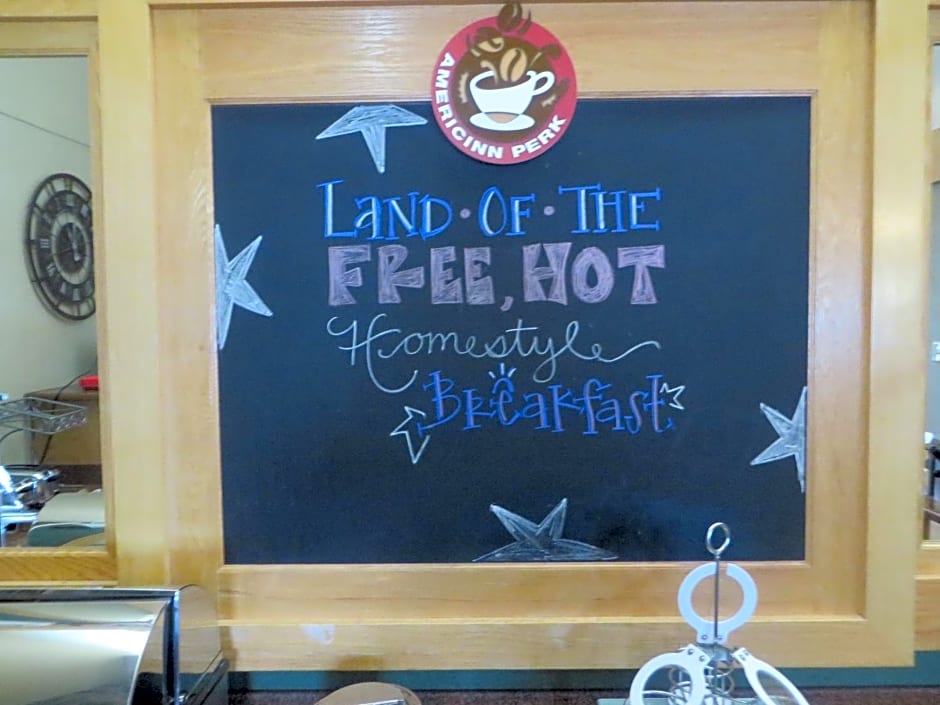 AMERICINN PERK
LAND · OF · THE
FREE, HOT
Homestyle
Breakfast